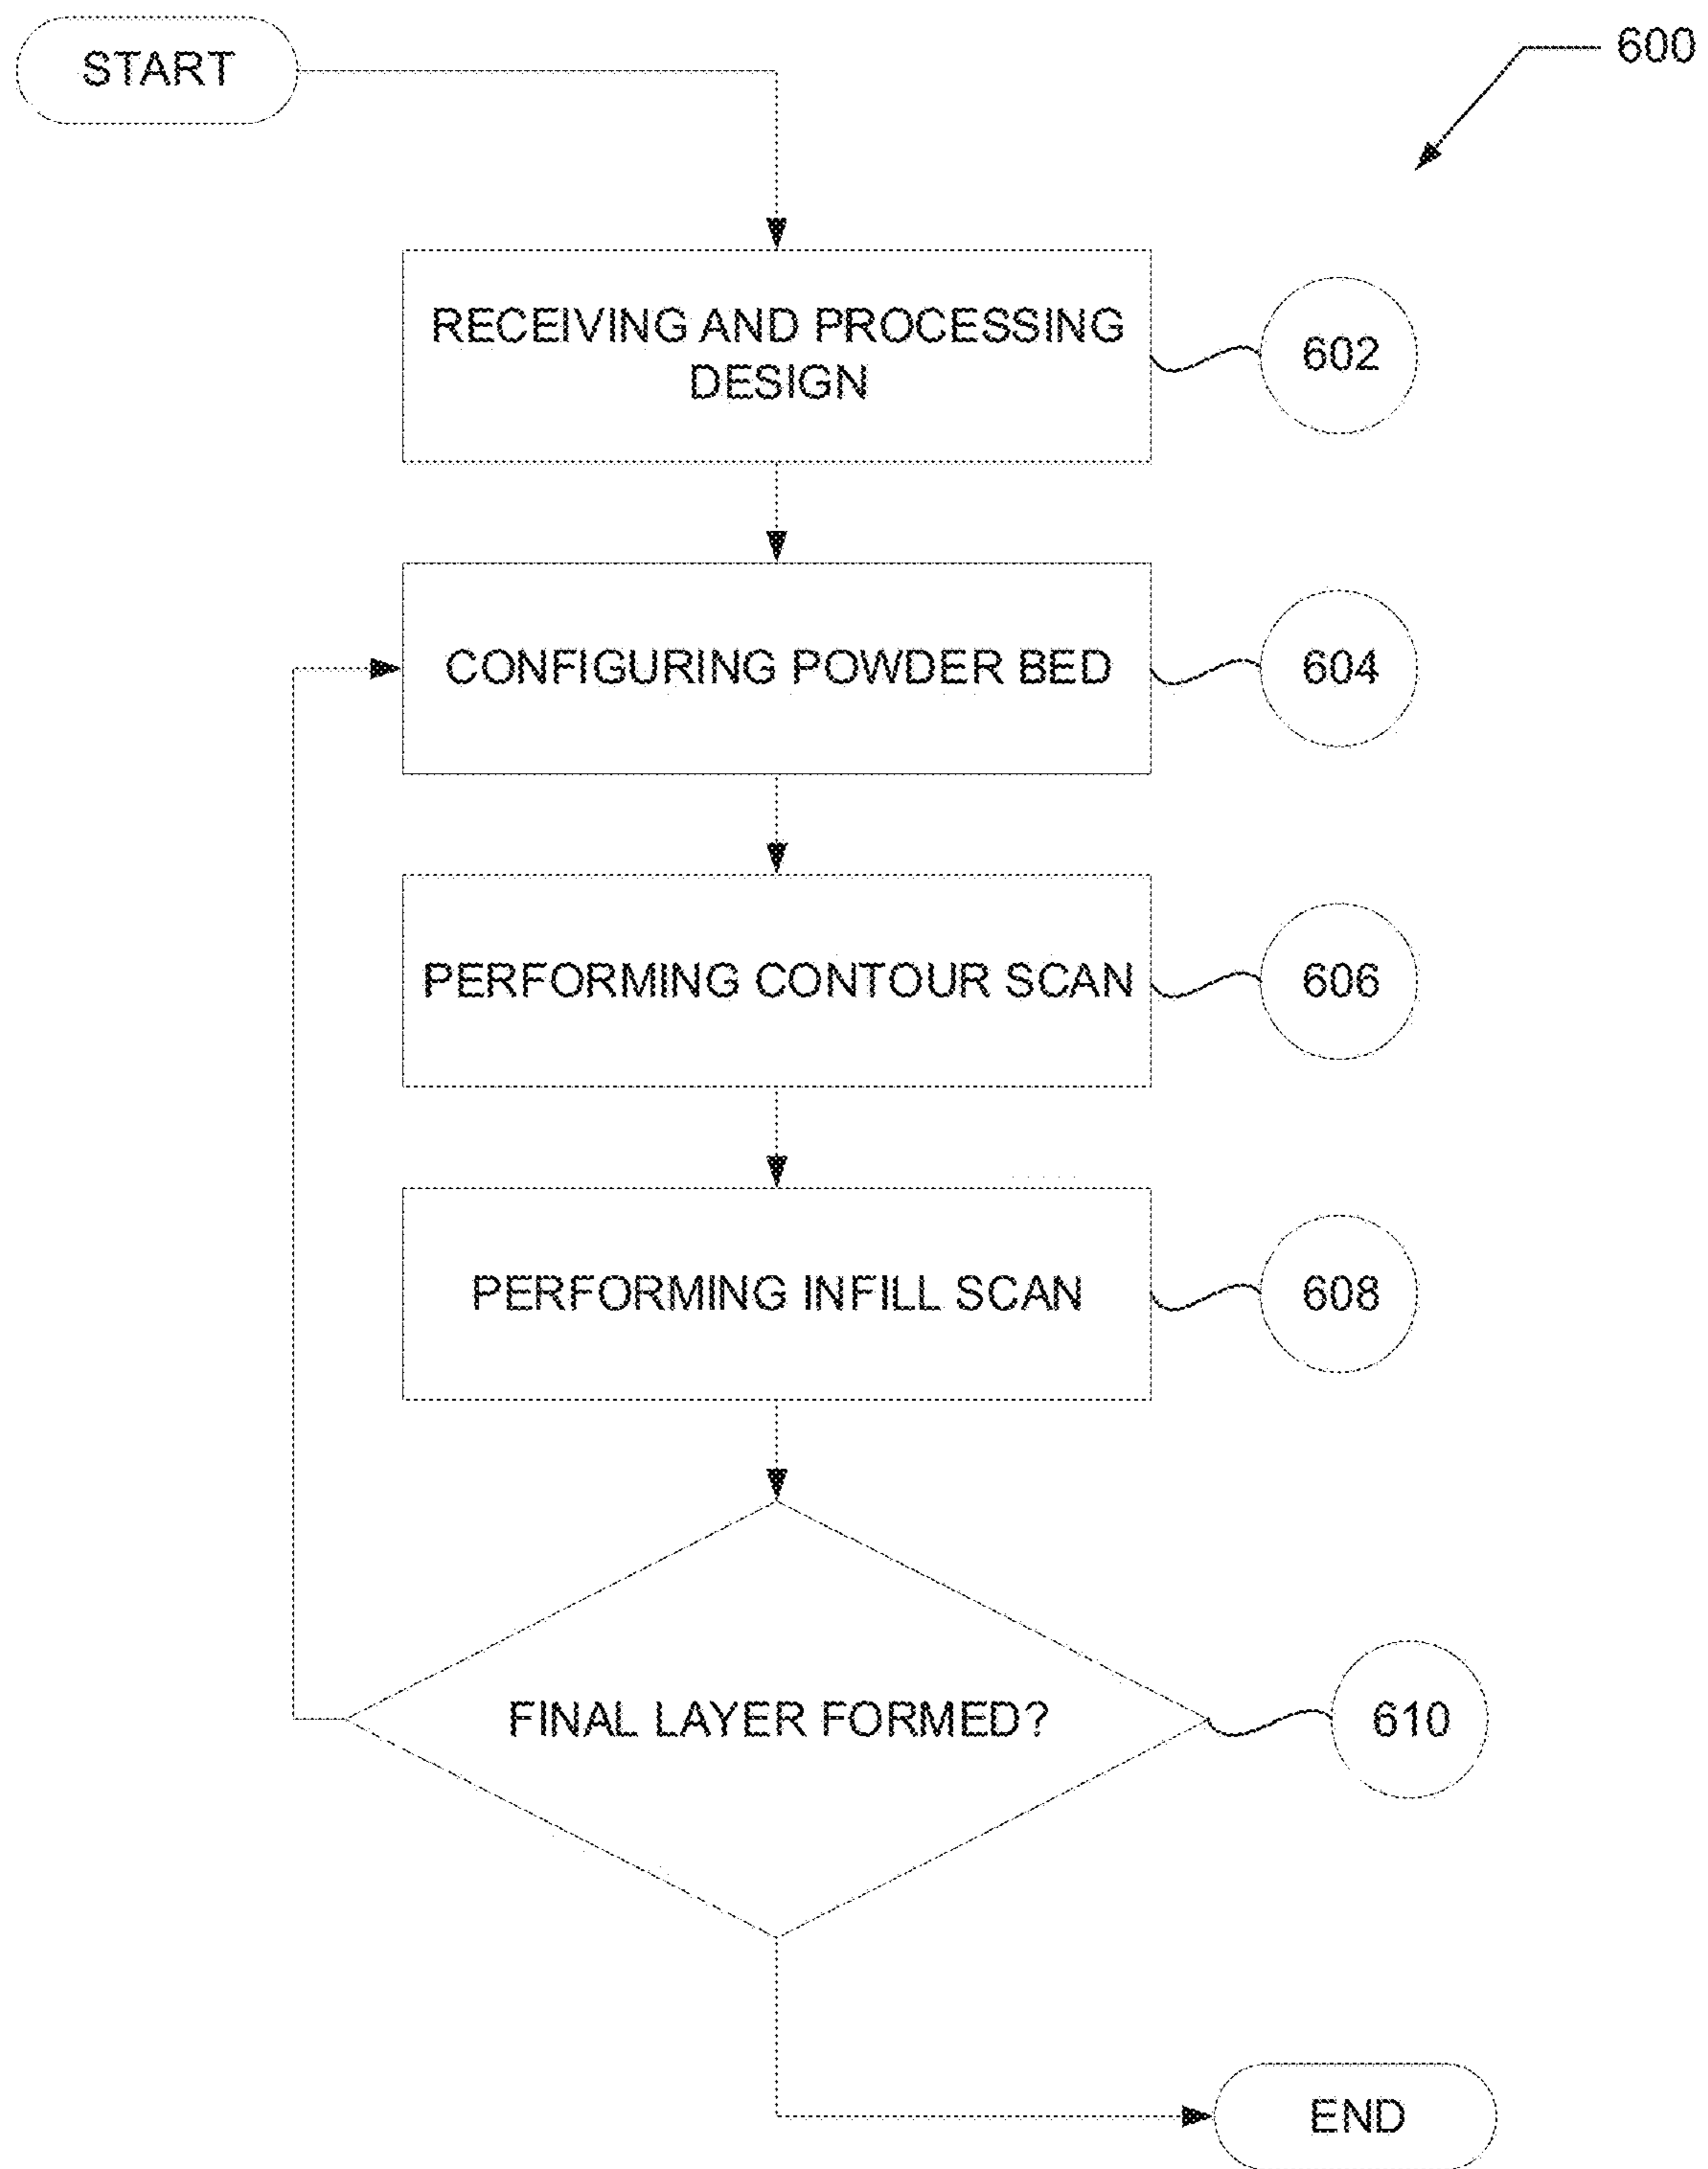 START
600
RECEIVING AND PROCESSING
DESIGN
602
CONFIGURING POWDER BED
604
PERFORMING CONTOUR SCAN
606
PERFORMING INFILL SCAN
608
FINAL LAYER FORMED?
610
END